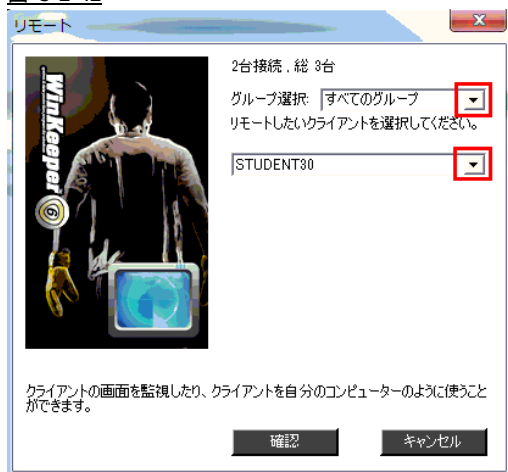 リモート
2台接続 , 総 3台
グループ選択: すべてのグループ
リモートしたいクライアントを選択してください。
STUDENT30
WinKeeper 6
クライアントの画面を監視したり、クライアントを自分のコンピューターのように使うこと
ができます。
確認
キャンセル